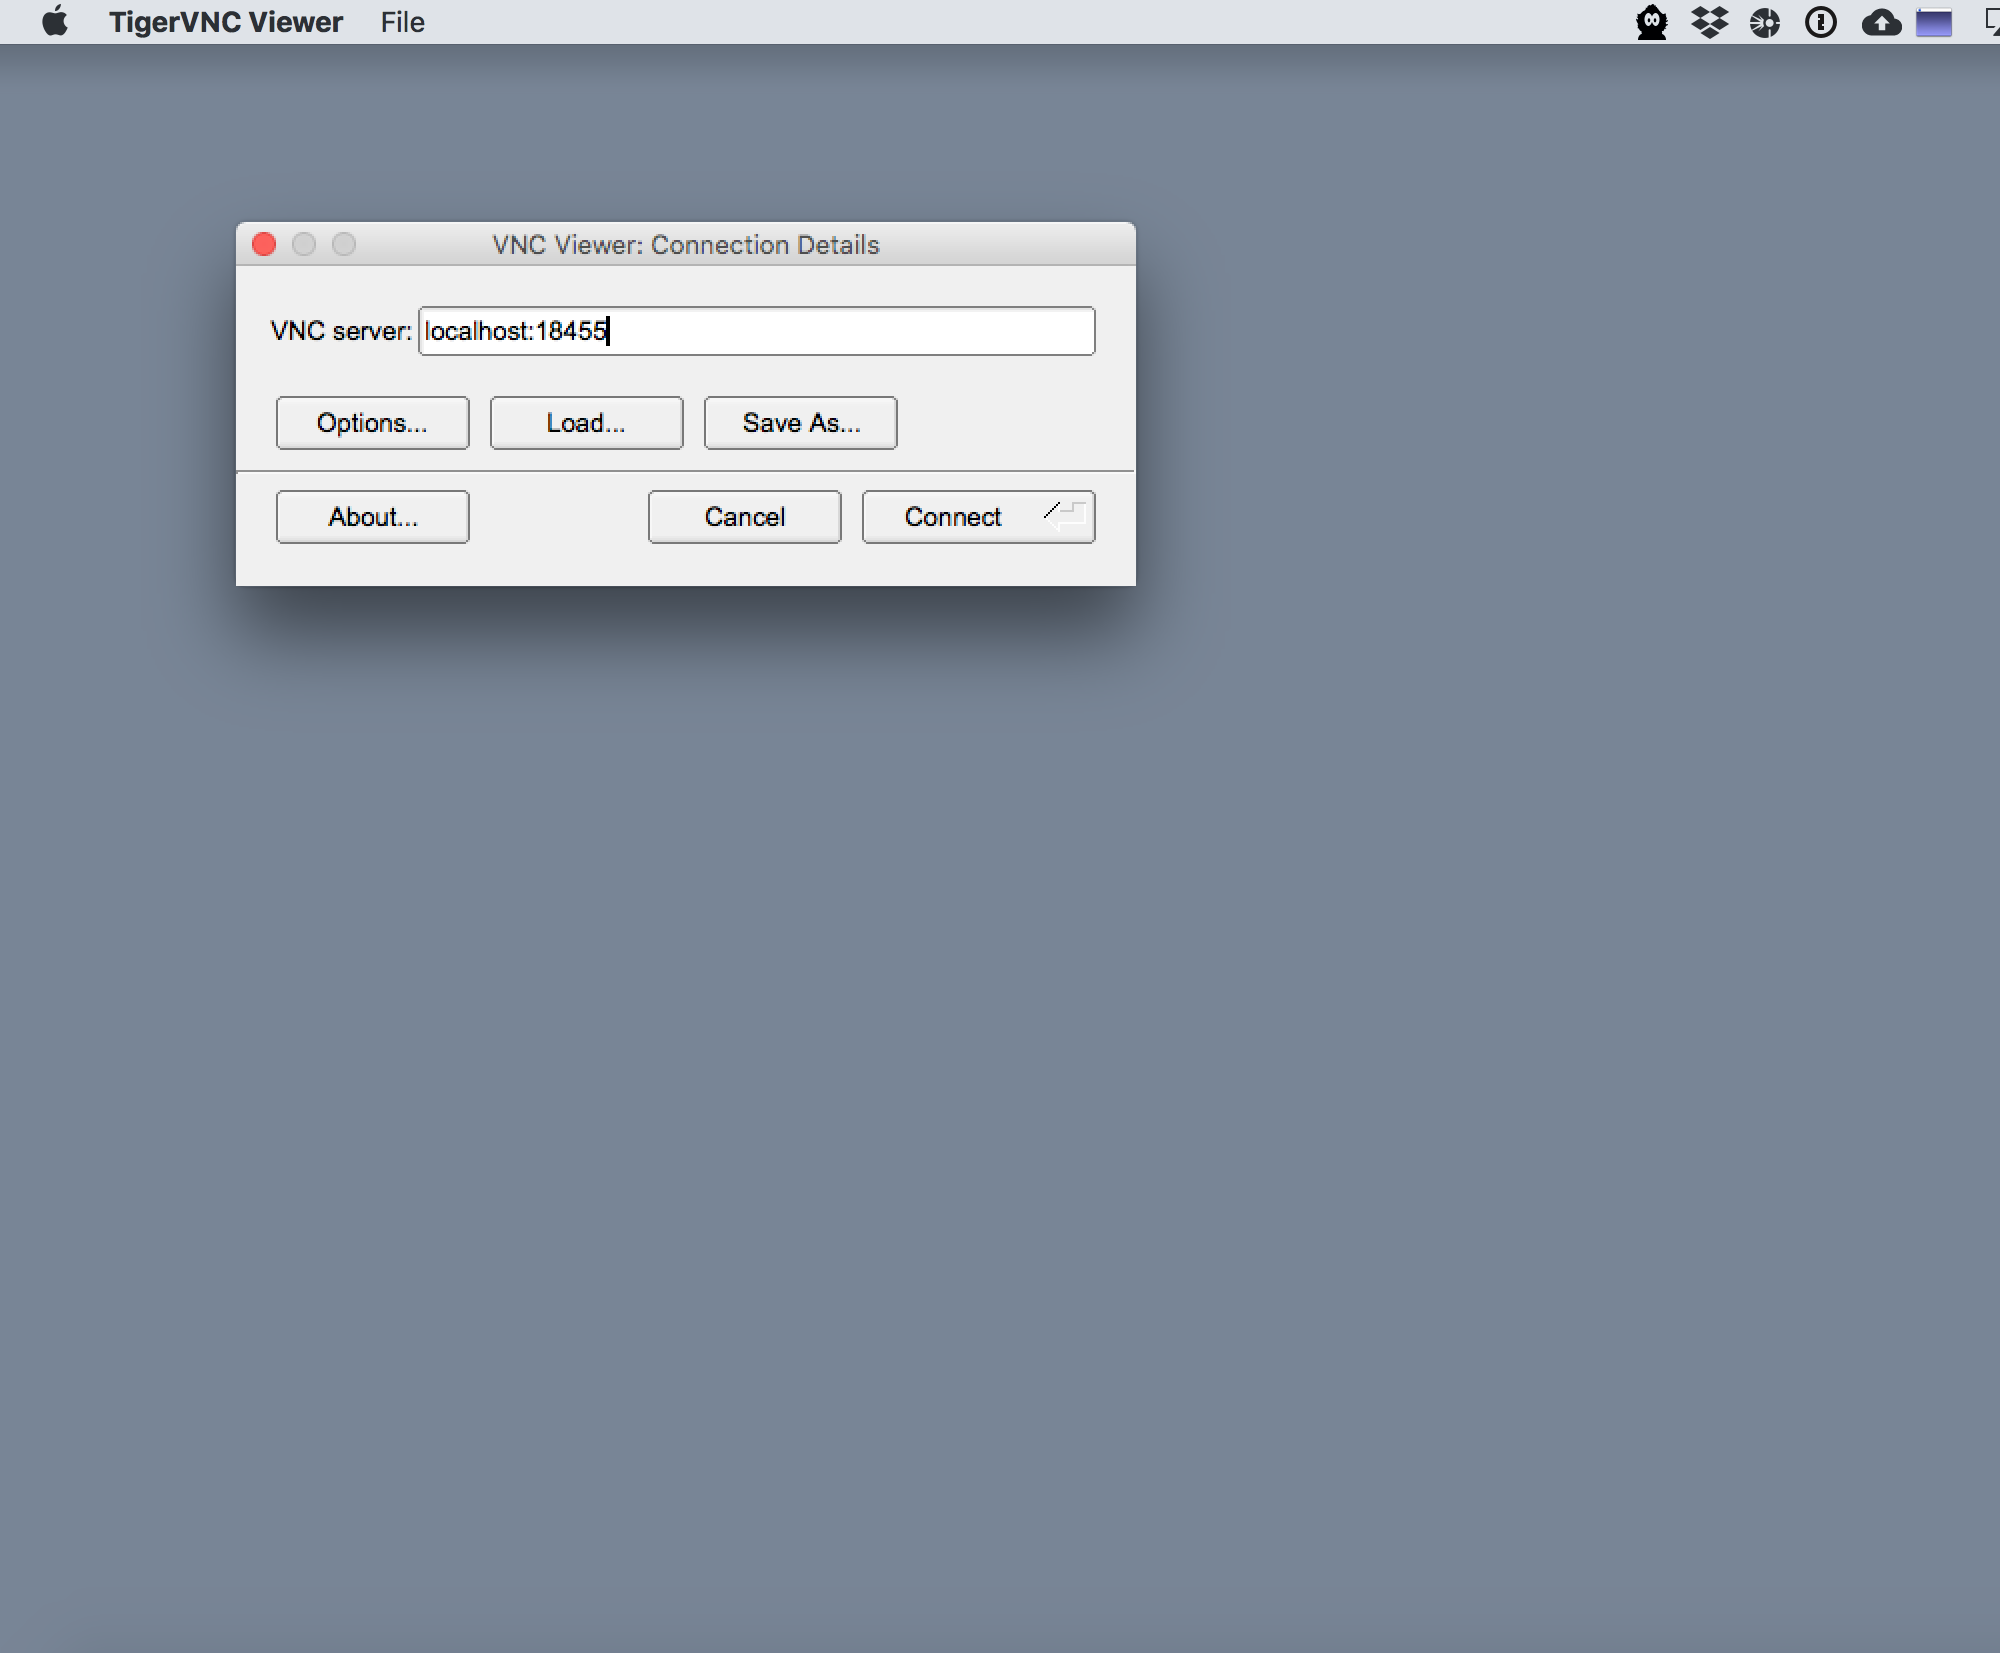 TigerVNC Viewer File
VNC Viewer: Connection Details
VNC server: localhost:18455
Options... Load... Save As...
About... Cancel Connect